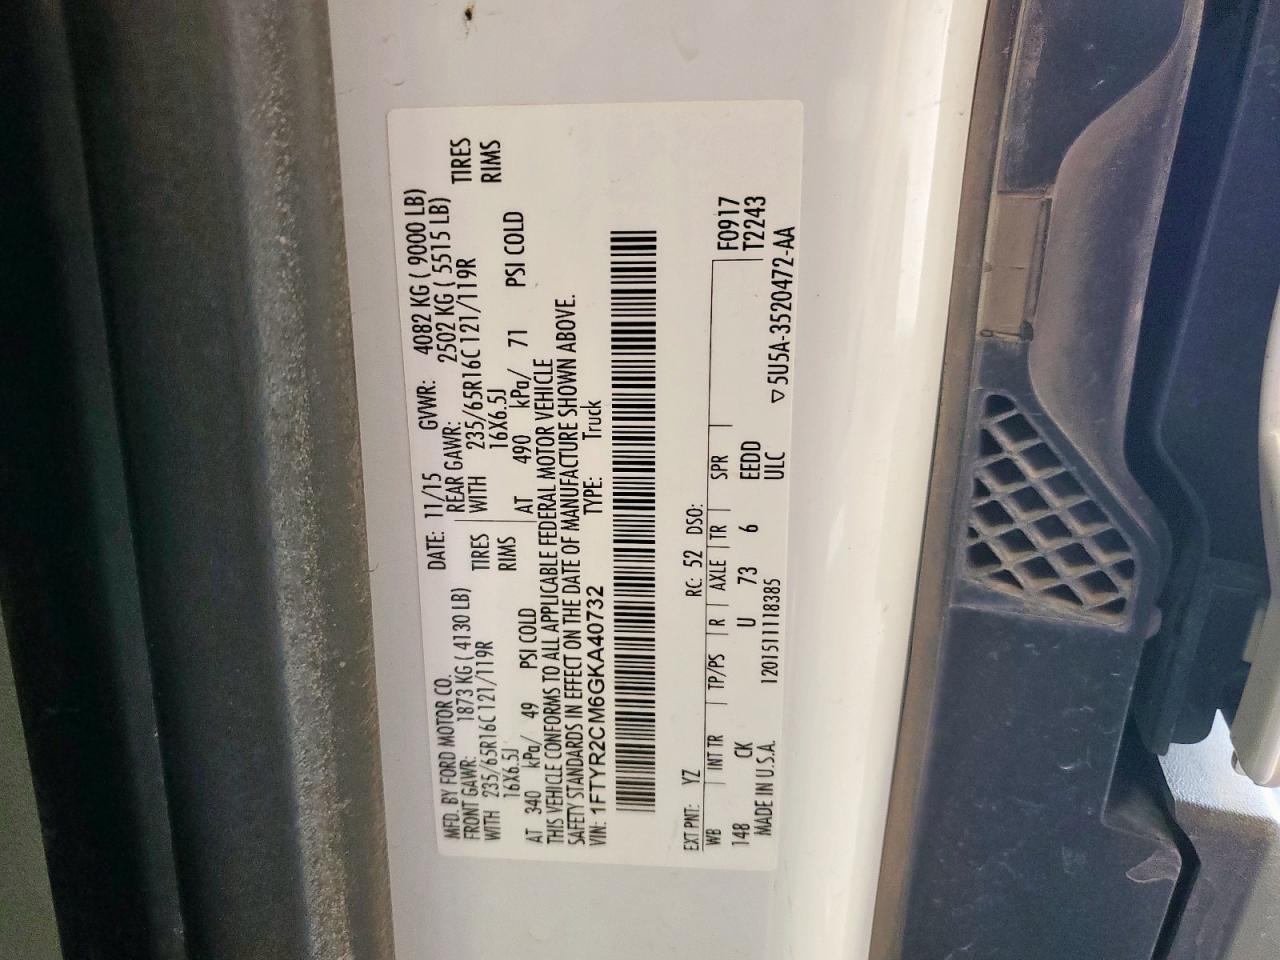 MFD. BY FORD MOTOR CO. DATE: 11/15 GVWR: 4082 KG ( 9000 LB)
FRONT GAWR: 1873 KG ( 4130 LB) REAR GAWR: 2502 KG ( 5515 LB)
WITH 235/65R16C 121/119R TIRES WITH 235/65R16C 121/119R TIRES
16X6.5J RIMS 16X6.5J RIMS
AT 340 kPa/ 49 PSI COLD AT 490 kPa/ 71 PSI COLD
THIS VEHICLE CONFORMS TO ALL APPLICABLE FEDERAL MOTOR VEHICLE
SAFETY STANDARDS IN EFFECT ON THE DATE OF MANUFACTURE SHOWN ABOVE.
VIN: 1FTYR2CM6GKA40732 TYPE: Truck
EXT PNT: YZ RC: 52 DSO:
WB INT TR TP/PS R AXLE TR SPR F0917
148 CK U 73 6 EEDD T2243
MADE IN U.S.A. 1201511118385 ULC
▽5U5A-3520472-AA